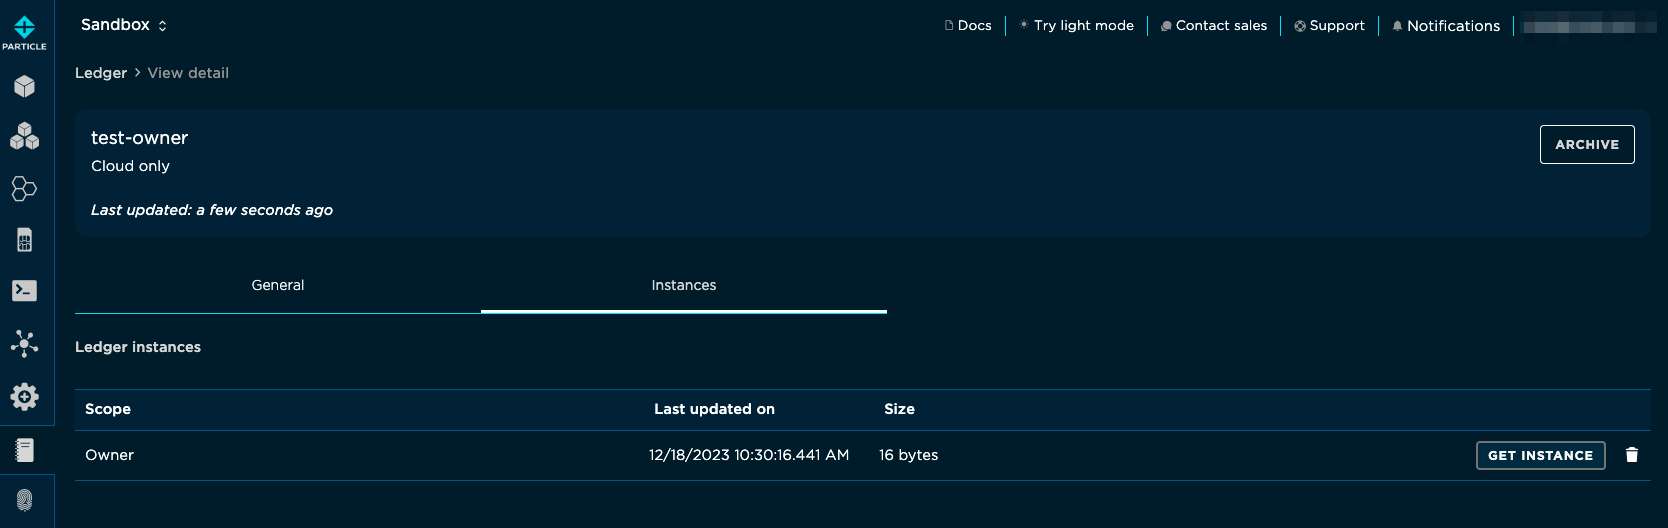 PARTICLE
Sandbox
Docs
Try light mode
Contact sales
Support
Notifications
Ledger > View detail
test-owner
Cloud only
ARCHIVE
Last updated: a few seconds ago
General
Instances
Ledger instances
Scope Last updated on Size
Owner 12/18/2023 10:30:16.441 AM 16 bytes GET INSTANCE